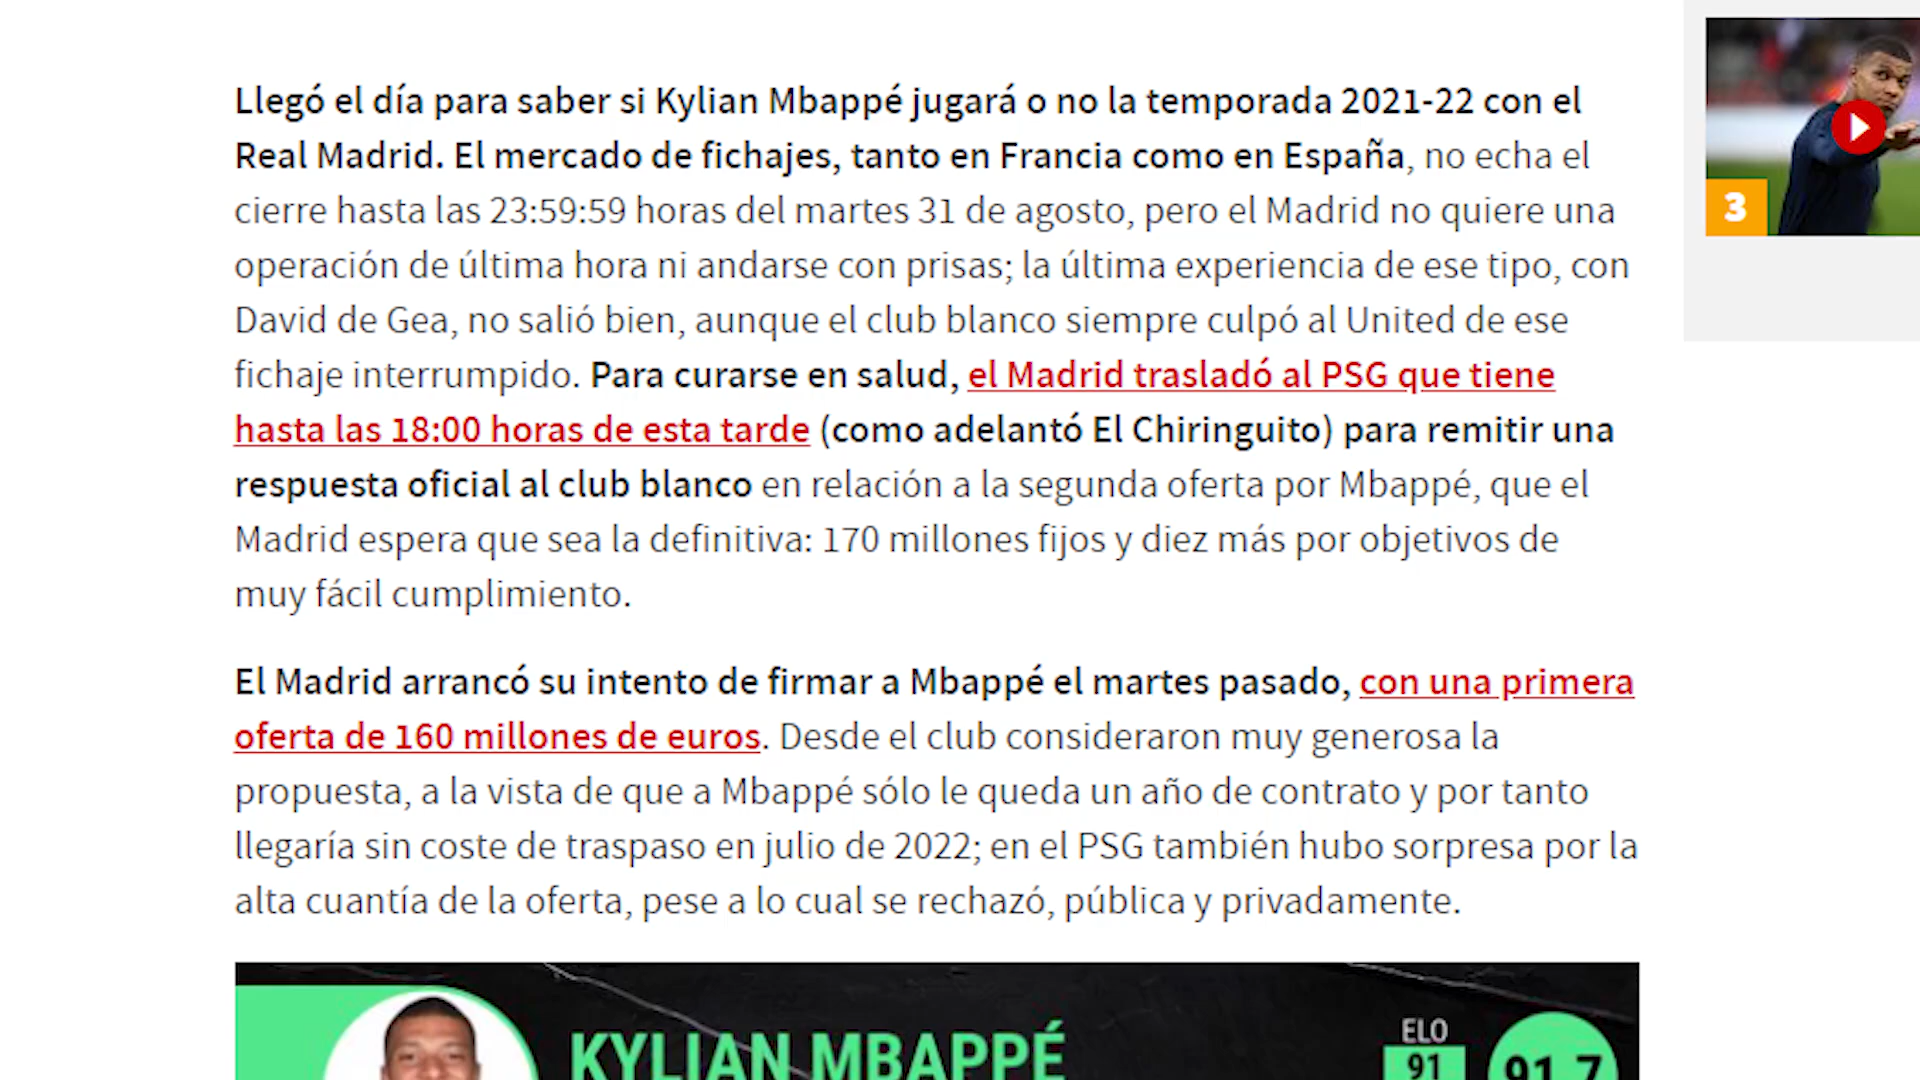 Llegó el día para saber si Kylian Mbappé jugará o no la temporada 2021-22 con el
Real Madrid. El mercado de fichajes, tanto en Francia como en España, no echa el
cierre hasta las 23:59:59 horas del martes 31 de agosto, pero el Madrid no quiere una
operación de última hora ni andarse con prisas; la última experiencia de ese tipo, con
David de Gea, no salió bien, aunque el club blanco siempre culpó al United de ese
fichaje interrumpido. Para curarse en salud, el Madrid trasladó al PSG que tiene
hasta las 18:00 horas de esta tarde (como adelantó El Chiringuito) para remitir una
respuesta oficial al club blanco en relación a la segunda oferta por Mbappé, que el
Madrid espera que sea la definitiva: 170 millones fijos y diez más por objetivos de
muy fácil cumplimiento.
El Madrid arrancó su intento de firmar a Mbappé el martes pasado, con una primera
oferta de 160 millones de euros. Desde el club consideraron muy generosa la
propuesta, a la vista de que a Mbappé sólo le queda un año de contrato y por tanto
llegaría sin coste de traspaso en julio de 2022; en el PSG también hubo sorpresa por la
alta cuantía de la oferta, pese a lo cual se rechazó, pública y privadamente.
3
KYLIAN MBAPPÉ
ELO
91
91.7